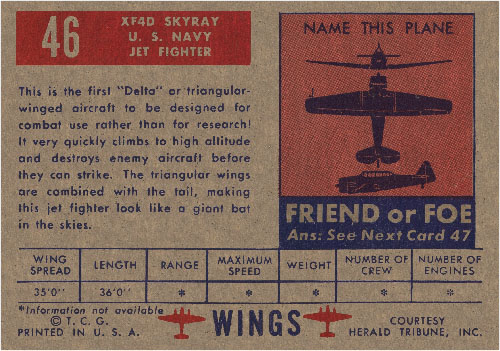 46
XF4D SKYRAY
U. S. NAVY
JET FIGHTER
This is the first "Delta" or triangular-
winged aircraft to be designed for
combat use rather than for research!
It very quickly climbs to high altitude
and destroys enemy aircraft before
they can strike. The triangular wings
are combined with the tail, making
this jet fighter look like a giant bat
in the skies.
NAME THIS PLANE
FRIEND or FOE
Ans: See Next Card 47
WING SPREAD LENGTH RANGE MAXIMUM SPEED WEIGHT NUMBER OF CREW NUMBER OF ENGINES
35'0" 36'0" * * * * *
*Information not available
© T. C. G.
PRINTED IN U. S. A.
WINGS
COURTESY
HERALD TRIBUNE, INC.